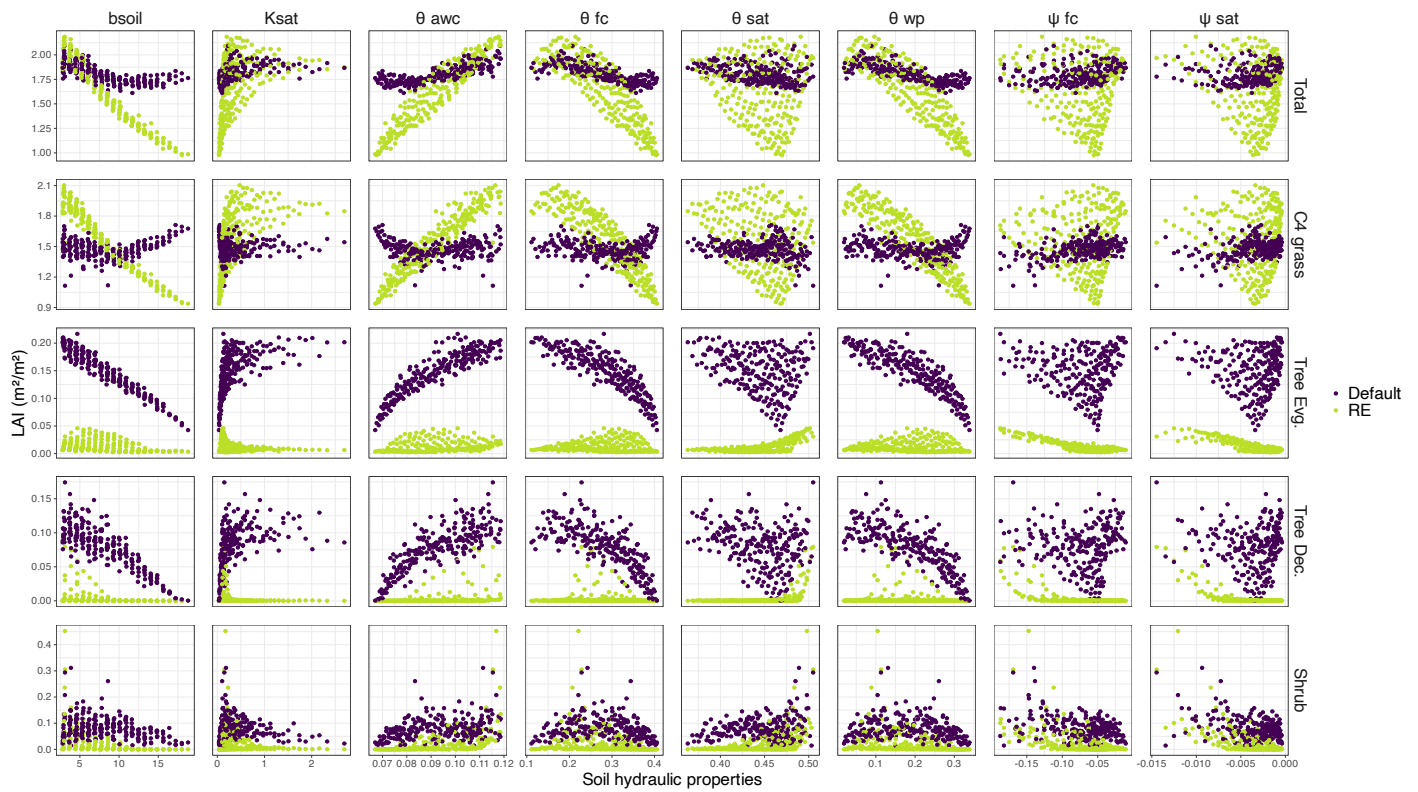 bsoil Ksat θ awc θ fc θ sat θ wp ψ fc ψ sat
2.00
1.75
1.50
1.25
1.00
Total
2.1
1.8
1.5
1.2
0.9
C4 grass
0.20
0.15
0.10
0.05
0.00
Tree Evg.
0.15
0.10
0.05
0.00
Tree Dec.
0.4
0.3
0.2
0.1
0.0
Shrub
LAI (m²/m²)
Default
RE
5 10 15 0 1 2 0.07 0.08 0.09 0.10 0.11 0.12 0.1 0.2 0.3 0.4 0.35 0.40 0.45 0.50 0.1 0.2 0.3 -0.20 -0.15 -0.10 -0.05 -0.015 -0.010 -0.005 0.000
Soil hydraulic properties